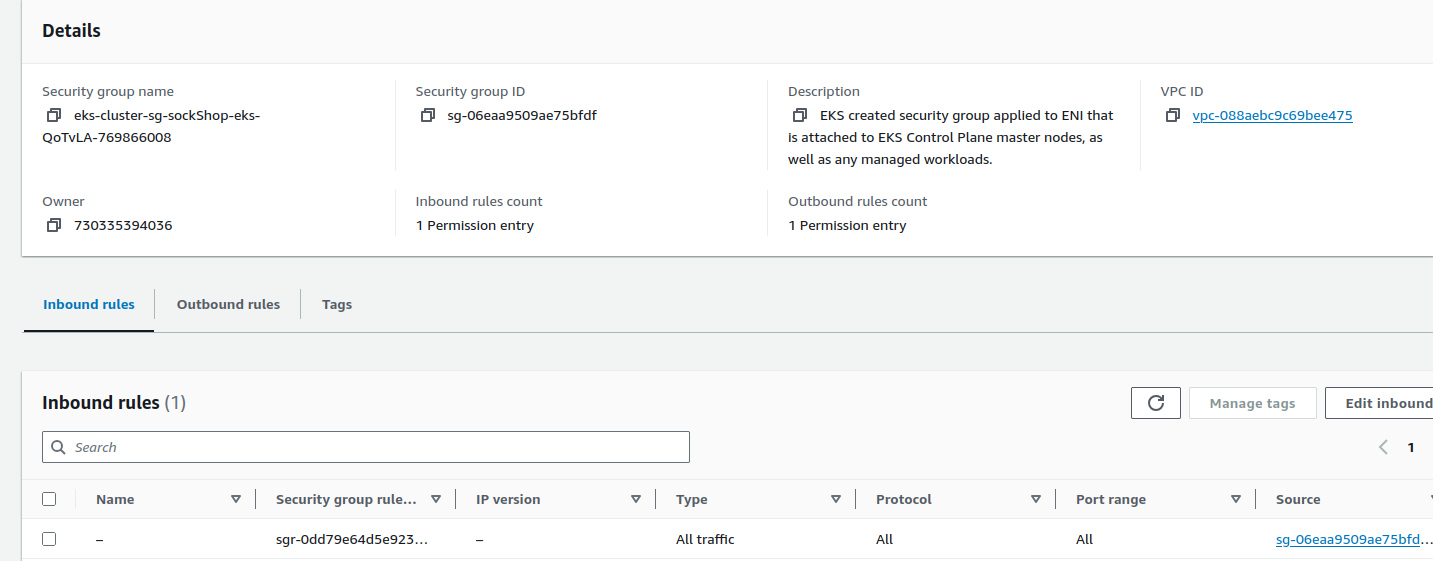 Details
Security group name
eks-cluster-sg-sockShop-eks-
QoTvLA-769866008
Security group ID
sg-06eaa9509ae75bfdf
Description
EKS created security group applied to ENI that
is attached to EKS Control Plane master nodes, as
well as any managed workloads.
VPC ID
vpc-088aebc9c69bee475
Owner
730335394036
Inbound rules count
1 Permission entry
Outbound rules count
1 Permission entry
Inbound rules
Outbound rules
Tags
Inbound rules (1)
Manage tags
Edit inbound
Search
1
Name
Security group rule...
IP version
Type
Protocol
Port range
Source
–
sgr-0dd79e64d5e923...
–
All traffic
All
All
sg-06eaa9509ae75bfd...